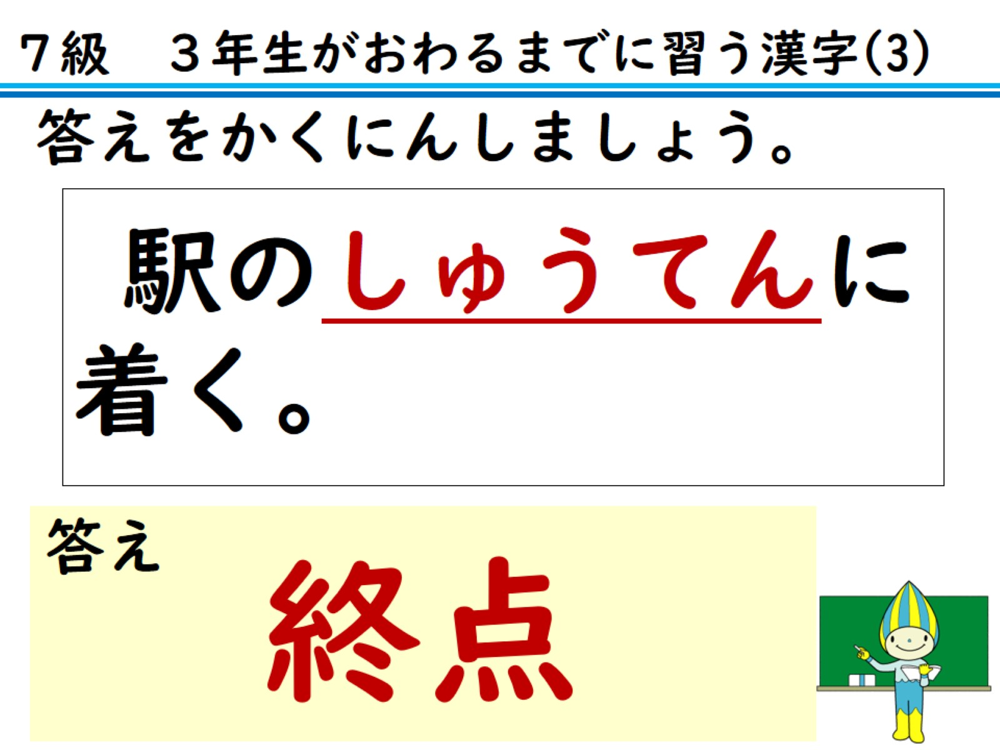 ７級　３年生がおわるまでに習う漢字(3)
答えをかくにんしましょう。
駅のしゅうてんに
着く。
答え
終点